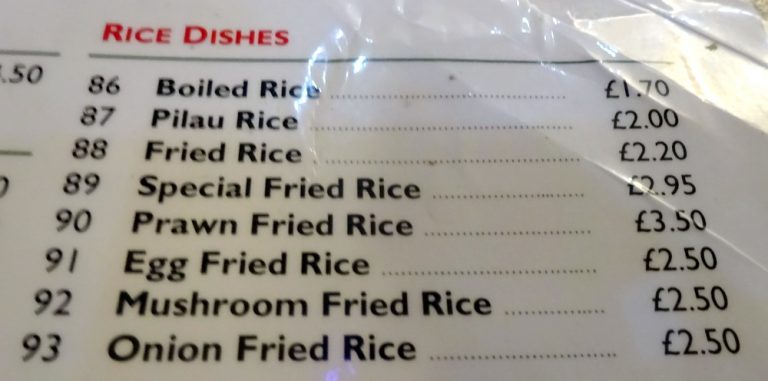 RICE DISHES
.50
86 Boiled Rice £1.70
87 Pilau Rice £2.00
88 Fried Rice £2.20
89 Special Fried Rice £2.95
90 Prawn Fried Rice £3.50
91 Egg Fried Rice £2.50
92 Mushroom Fried Rice £2.50
93 Onion Fried Rice £2.50